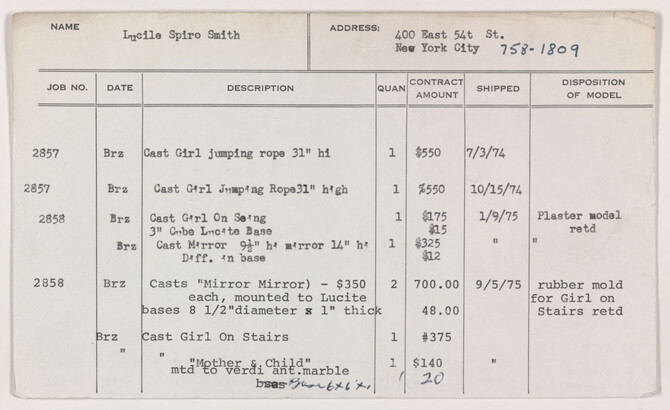 NAME
Lucile Spiro Smith
ADDRESS:
400 East 54t St.
New York City 758-1809
JOB NO. DATE DESCRIPTION QUAN CONTRACT AMOUNT SHIPPED DISPOSITION OF MODEL
2857 Brz Cast Girl jumping rope 31" hi 1 $550 7/3/74
2857 Brz Cast Girl Jumping Rope31" high 1 %550 10/15/74
2858 Brz Cast Girl On Swing 1 $175 1/9/75 Plaster model
3" Cube Lucite Base $15 retd
Brz Cast Mirror 9½" hi mirror 14" hi 1 $325 " "
Diff. in base $12
2858 Brz Casts "Mirror Mirror) - $350 2 700.00 9/5/75 rubber mold
each, mounted to Lucite for Girl on
bases 8 1/2"diameter x 1" thick 48.00 Stairs retd
Brz Cast Girl On Stairs 1 #375
" " "Mother & Child" 1 $140 "
mtd to verdi ant.marble 1 20
Base 6x6"x1